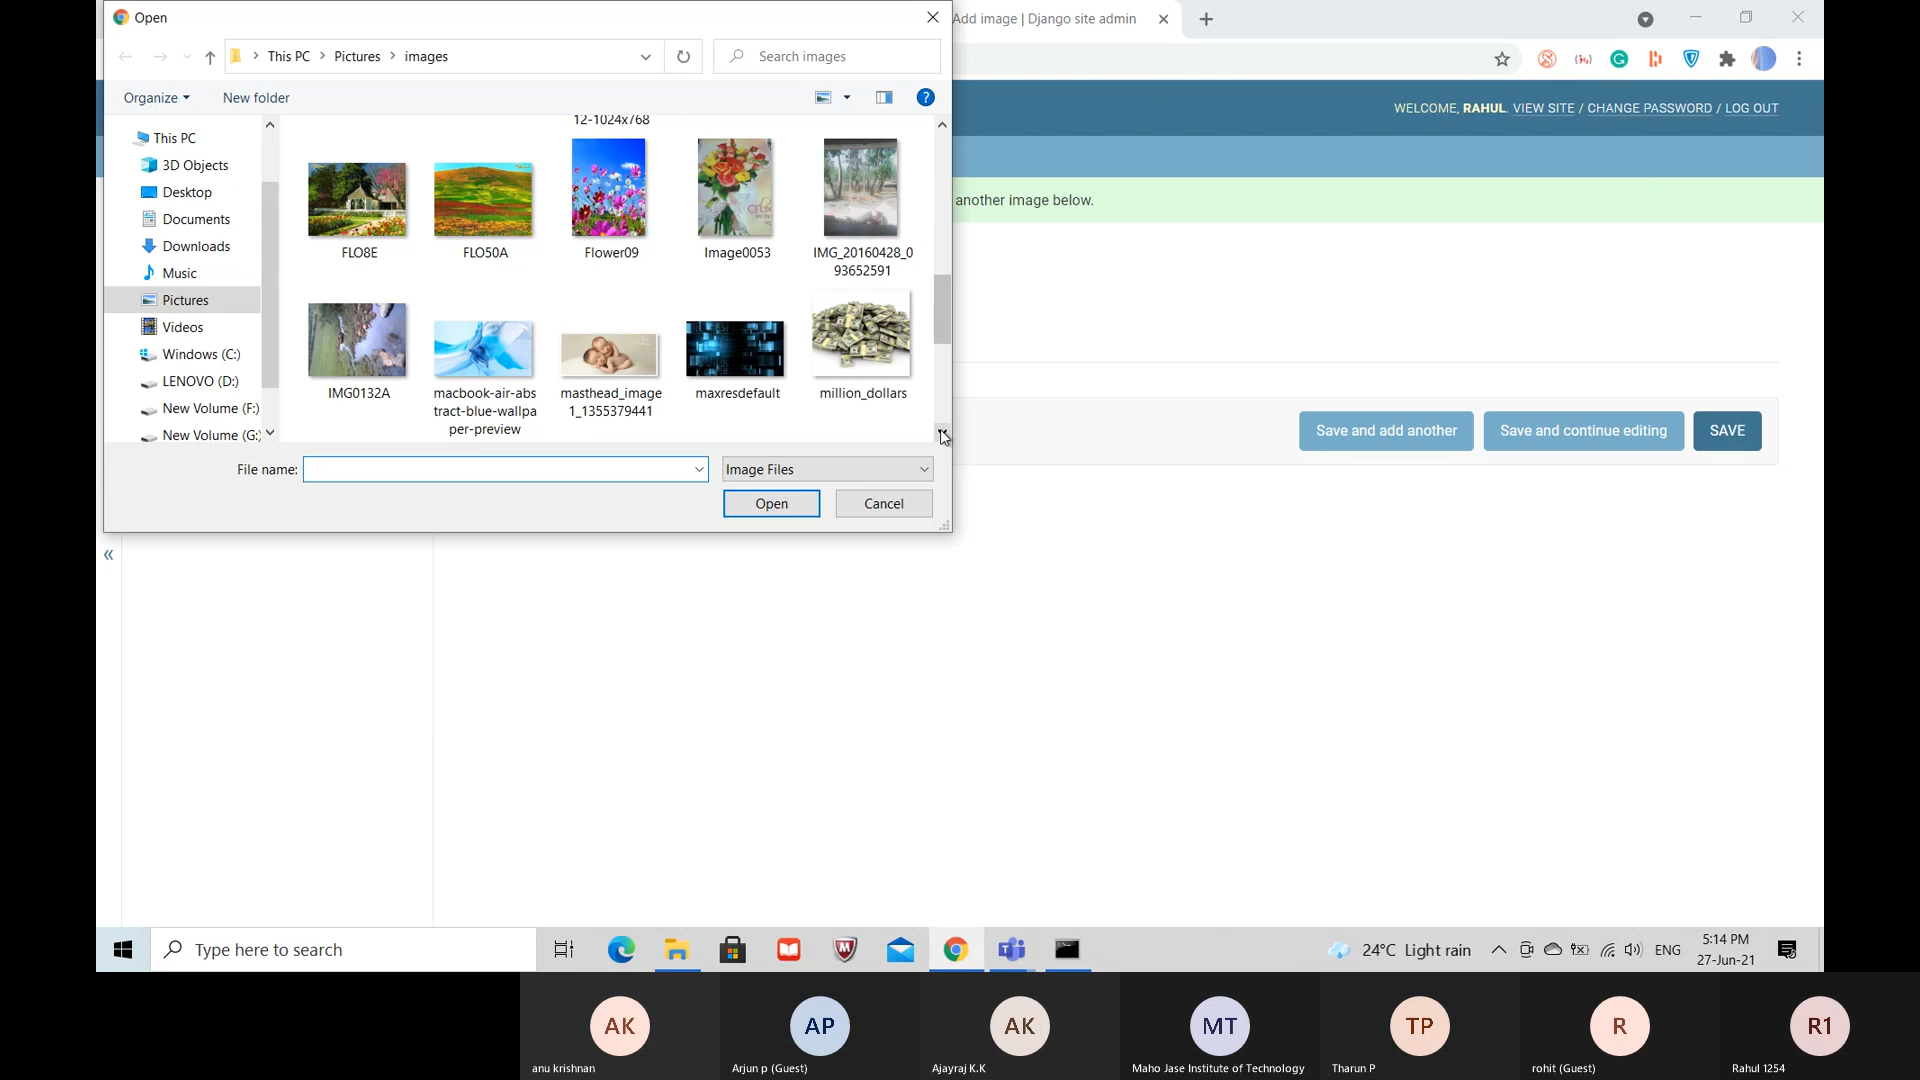 Open
Add image | Django site admin
This PC
Pictures
images
Search images
Organize
New folder
WELCOME, RAHUL. VIEW SITE / CHANGE PASSWORD / LOG OUT
another image below.
This PC
3D Objects
Desktop
Documents
Downloads
Music
Pictures
Videos
Windows (C:)
LENOVO (D:)
New Volume (F:)
New Volume (G:)
12-1024x768
FLO8E
FLO50A
Flower09
Image0053
IMG_20160428_0
93652591
IMG0132A
macbook-air-abs
tract-blue-wallpa
per-preview
masthead_image
1_1355379441
maxresdefault
million_dollars
Save and add another
Save and continue editing
SAVE
File name:
Image Files
Open
Cancel
Type here to search
24°C Light rain
ENG
5:14 PM
27-Jun-21
AK
anu krishnan
AP
Arjun p (Guest)
AK
Ajayraj K.K
MT
Maho Jase Institute of Technology
TP
Tharun P
R
rohit (Guest)
R1
Rahul 1254